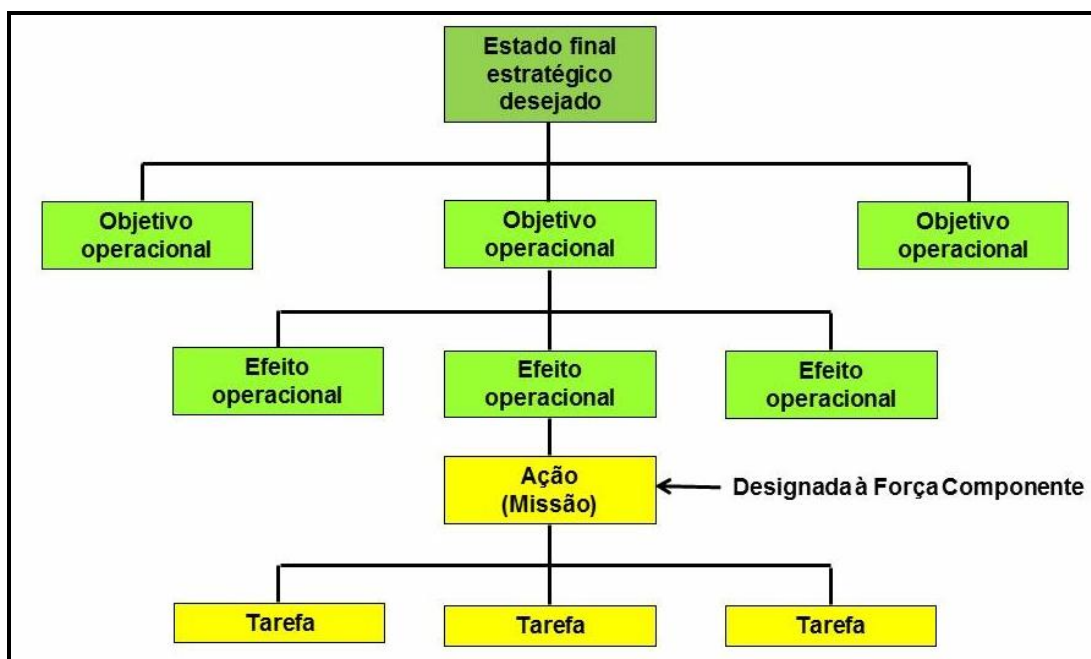 Estado final
estratégico
desejado
Objetivo
operacional
Objetivo
operacional
Objetivo
operacional
Efeito
operacional
Efeito
operacional
Efeito
operacional
Ação
(Missão)
Designada à Força Componente
Tarefa
Tarefa
Tarefa